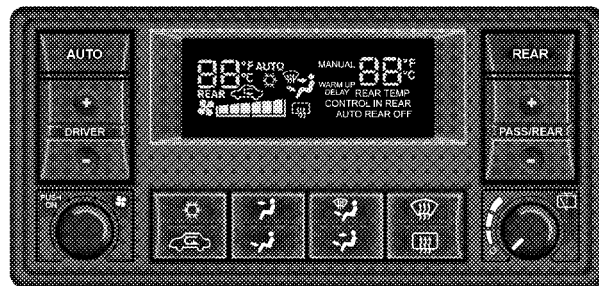 AUTO
88°F AUTO MANUAL 88°F
°C °C
REAR WARM UP
DELAY REAR TEMP
CONTROL IN REAR
AUTO REAR OFF
REAR
+ +
DRIVER PASS/REAR
- -
PUSH
ON